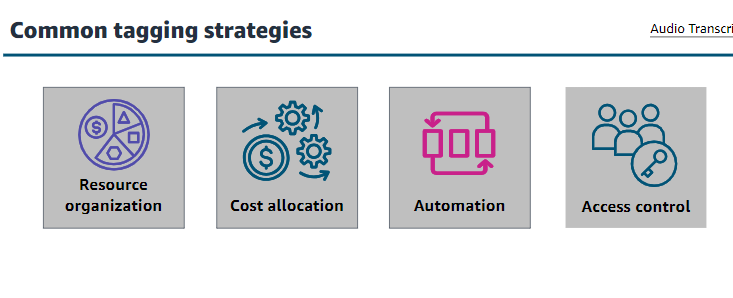 Common tagging strategies
Audio Transcri
Resource
organization
Cost allocation
Automation
Access control